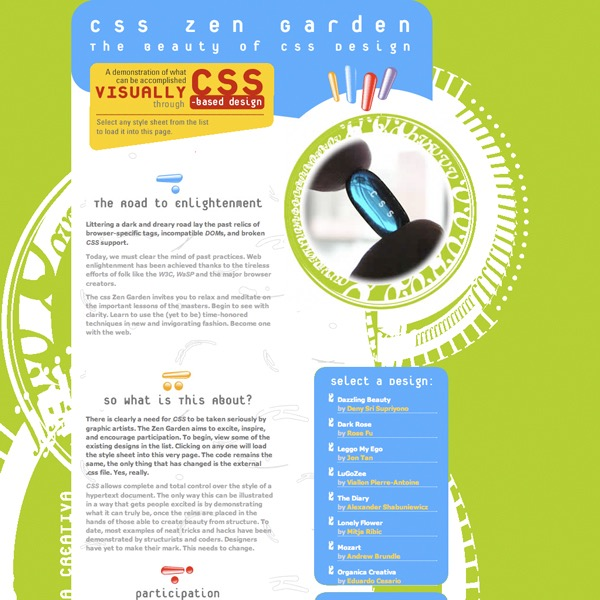 css zen Garden
The Beauty of CSS Design
A demonstration of what
can be accomplished
VISUALLY
through
CSS
-based design
Select any style sheet from the list
to load it into this page.
CSS
The Road to Enlightenment
Littering a dark and dreary road lay the past relics of
browser-specific tags, incompatible DOMs, and broken
CSS support.
Today, we must clear the mind of past practices. Web
enlightenment has been achieved thanks to the tireless
efforts of folk like the W3C, WaSP and the major browser
creators.
The css Zen Garden invites you to relax and meditate on
the important lessons of the masters. Begin to see with
clarity. Learn to use the (yet to be) time-honored
techniques in new and invigorating fashion. Become one
with the web.
so What is This About?
There is clearly a need for CSS to be taken seriously by
graphic artists. The Zen Garden aims to excite, inspire,
and encourage participation. To begin, view some of the
existing designs in the list. Clicking on any one will load
the style sheet into this very page. The code remains the
same, the only thing that has changed is the external
.css file. Yes, really.
CSS allows complete and total control over the style of a
hypertext document. The only way this can be illustrated
in a way that gets people excited is by demonstrating
what it can truly be, once the reins are placed in the
hands of those able to create beauty from structure. To
date, most examples of neat tricks and hacks have been
demonstrated by structurists and coders. Designers
have yet to make their mark. This needs to change.
participation
select a Design:
Dazzling Beauty
by Deny Sri Supriyono
Dark Rose
by Rose Fu
Leggo My Ego
by Jon Tan
LuGoZee
by Viallon Pierre-Antoine
The Diary
by Alexander Shabuniewicz
Lonely Flower
by Mitja Ribic
Mozart
by Andrew Brundle
Organica Creativa
by Eduardo Cesario
A CREATIVA